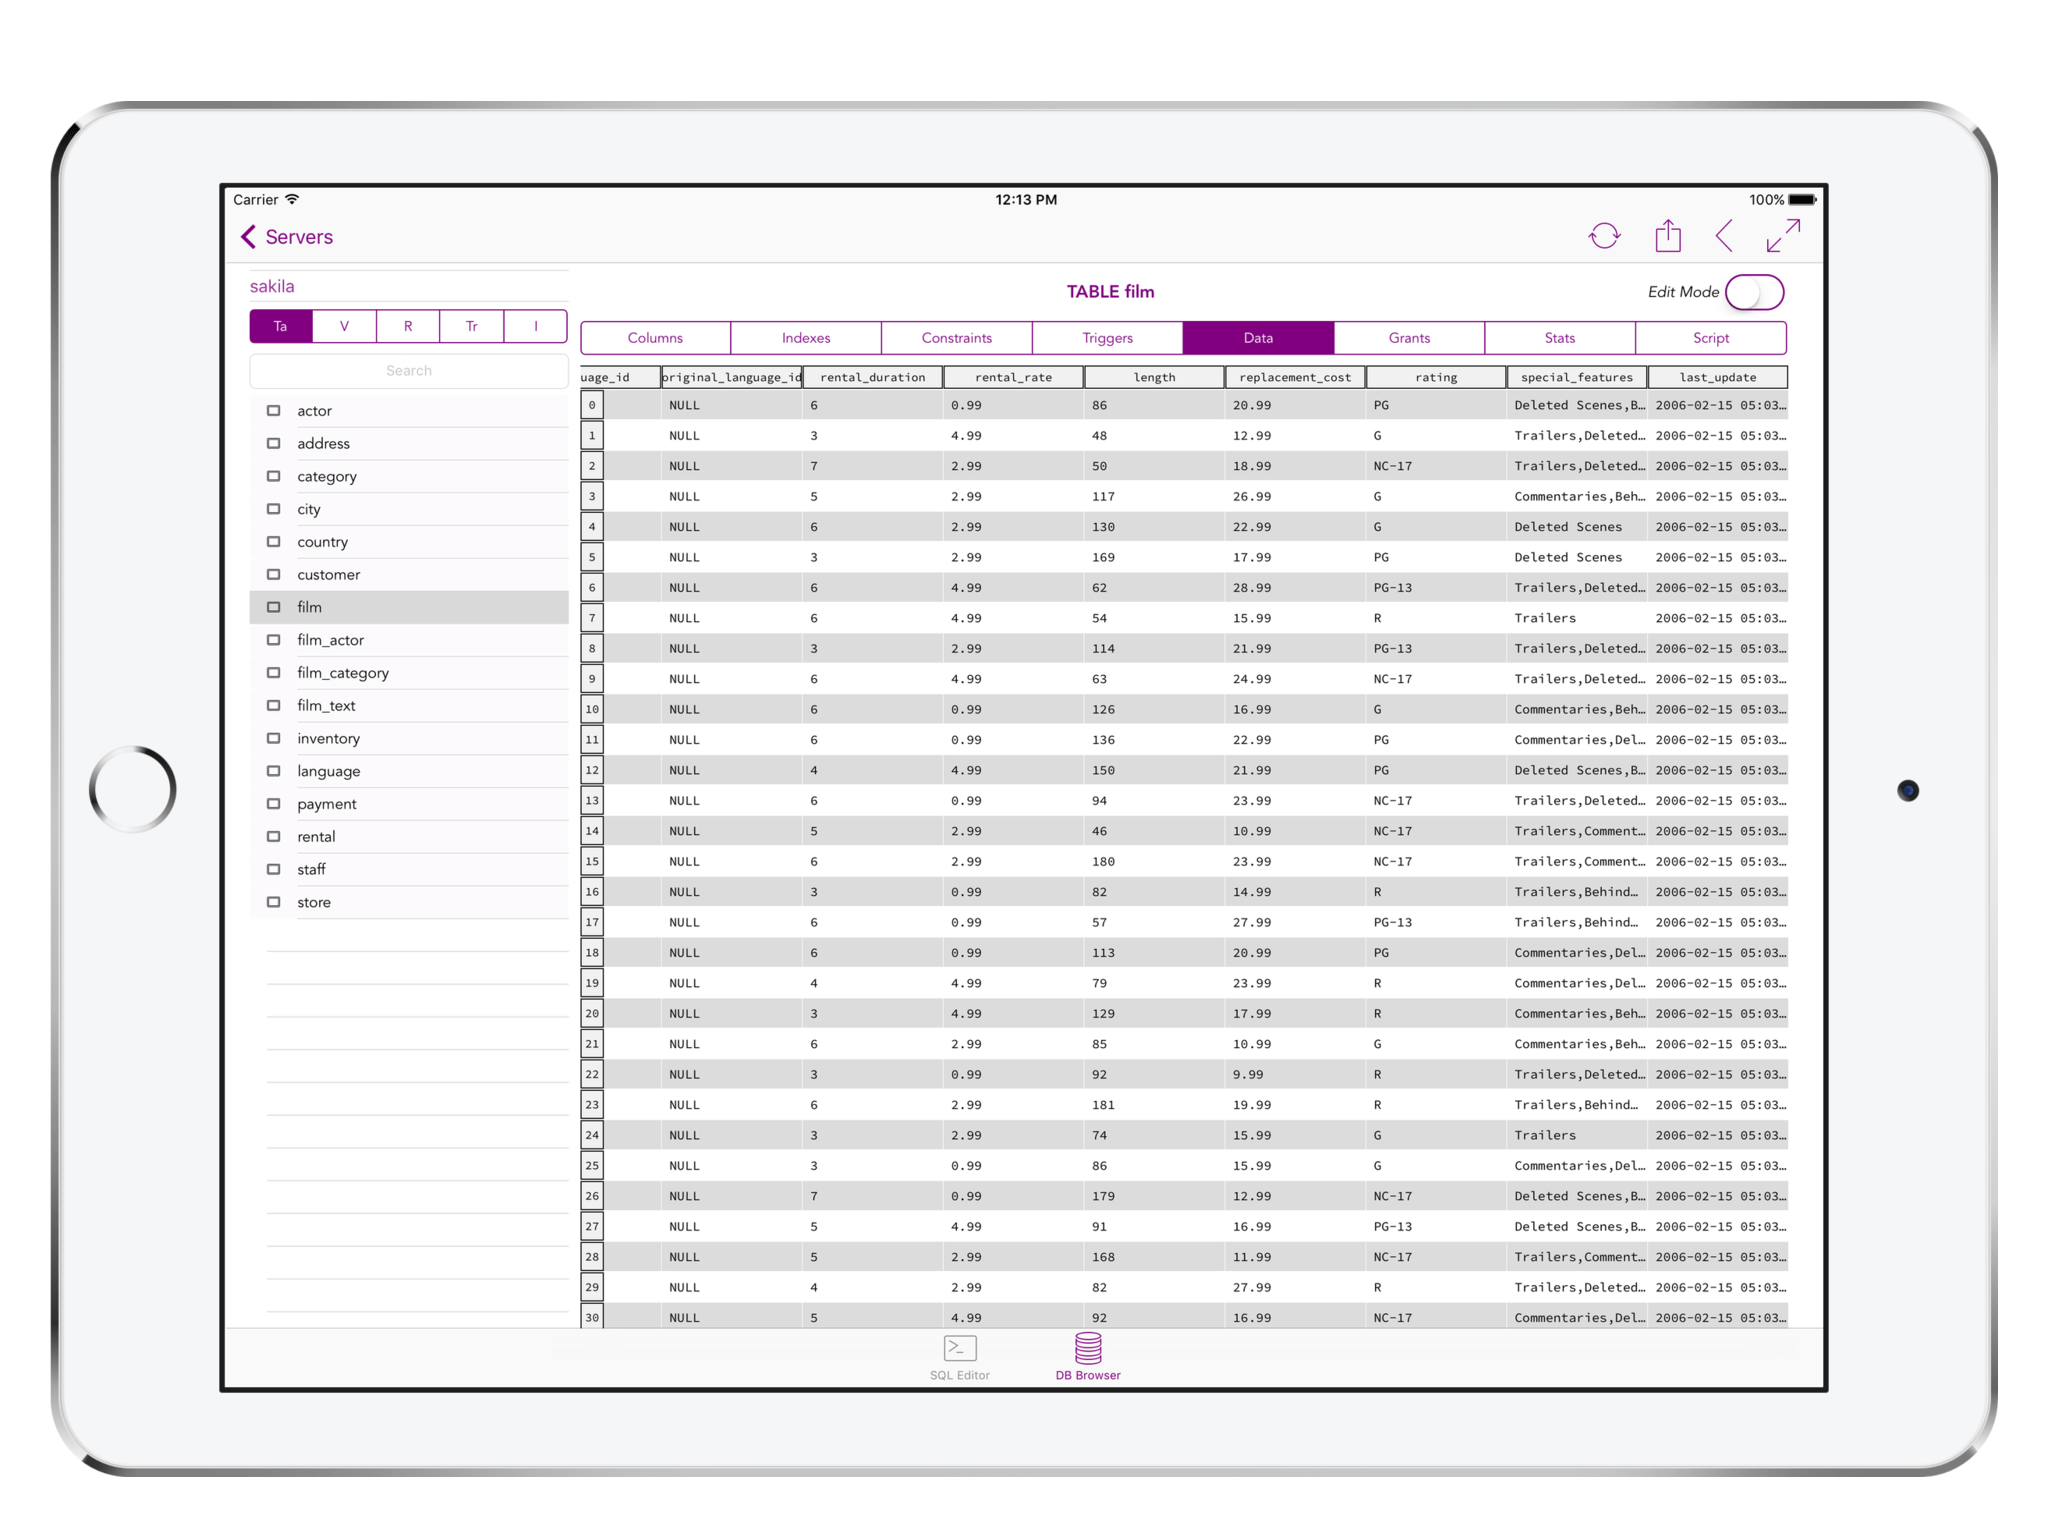 Carrier 12:13 PM 100%
Servers
sakila
TABLE film Edit Mode
Ta V R Tr I
Columns Indexes Constraints Triggers Data Grants Stats Script
Search
actor
address
category
city
country
customer
film
film_actor
film_category
film_text
inventory
language
payment
rental
staff
store
uage_id original_language_id rental_duration rental_rate length replacement_cost rating special_features last_update
0 NULL 6 0.99 86 20.99 PG Deleted Scenes,B… 2006-02-15 05:03…
1 NULL 3 4.99 48 12.99 G Trailers,Deleted… 2006-02-15 05:03…
2 NULL 7 2.99 50 18.99 NC-17 Trailers,Deleted… 2006-02-15 05:03…
3 NULL 5 2.99 117 26.99 G Commentaries,Beh… 2006-02-15 05:03…
4 NULL 6 2.99 130 22.99 G Deleted Scenes 2006-02-15 05:03…
5 NULL 3 2.99 169 17.99 PG Deleted Scenes 2006-02-15 05:03…
6 NULL 6 4.99 62 28.99 PG-13 Trailers,Deleted… 2006-02-15 05:03…
7 NULL 6 4.99 54 15.99 R Trailers 2006-02-15 05:03…
8 NULL 3 2.99 114 21.99 PG-13 Trailers,Deleted… 2006-02-15 05:03…
9 NULL 6 4.99 63 24.99 NC-17 Trailers,Deleted… 2006-02-15 05:03…
10 NULL 6 0.99 126 16.99 G Commentaries,Beh… 2006-02-15 05:03…
11 NULL 6 0.99 136 22.99 PG Commentaries,Del… 2006-02-15 05:03…
12 NULL 4 4.99 150 21.99 PG Deleted Scenes,B… 2006-02-15 05:03…
13 NULL 6 0.99 94 23.99 NC-17 Trailers,Deleted… 2006-02-15 05:03…
14 NULL 5 2.99 46 10.99 NC-17 Trailers,Comment… 2006-02-15 05:03…
15 NULL 6 2.99 180 23.99 NC-17 Trailers,Comment… 2006-02-15 05:03…
16 NULL 3 0.99 82 14.99 R Trailers,Behind… 2006-02-15 05:03…
17 NULL 6 0.99 57 27.99 PG-13 Trailers,Behind… 2006-02-15 05:03…
18 NULL 6 0.99 113 20.99 PG Commentaries,Del… 2006-02-15 05:03…
19 NULL 4 4.99 79 23.99 R Commentaries,Del… 2006-02-15 05:03…
20 NULL 3 4.99 129 17.99 R Commentaries,Beh… 2006-02-15 05:03…
21 NULL 6 2.99 85 10.99 G Commentaries,Beh… 2006-02-15 05:03…
22 NULL 3 0.99 92 9.99 R Trailers,Deleted… 2006-02-15 05:03…
23 NULL 6 2.99 181 19.99 R Trailers,Behind… 2006-02-15 05:03…
24 NULL 3 2.99 74 15.99 G Trailers 2006-02-15 05:03…
25 NULL 3 0.99 86 15.99 G Commentaries,Del… 2006-02-15 05:03…
26 NULL 7 0.99 179 12.99 NC-17 Deleted Scenes,B… 2006-02-15 05:03…
27 NULL 5 4.99 91 16.99 PG-13 Deleted Scenes,B… 2006-02-15 05:03…
28 NULL 5 2.99 168 11.99 NC-17 Trailers,Comment… 2006-02-15 05:03…
29 NULL 4 2.99 82 27.99 R Trailers,Deleted… 2006-02-15 05:03…
30 NULL 5 4.99 92 16.99 NC-17 Commentaries,Del… 2006-02-15 05:03…
SQL Editor DB Browser